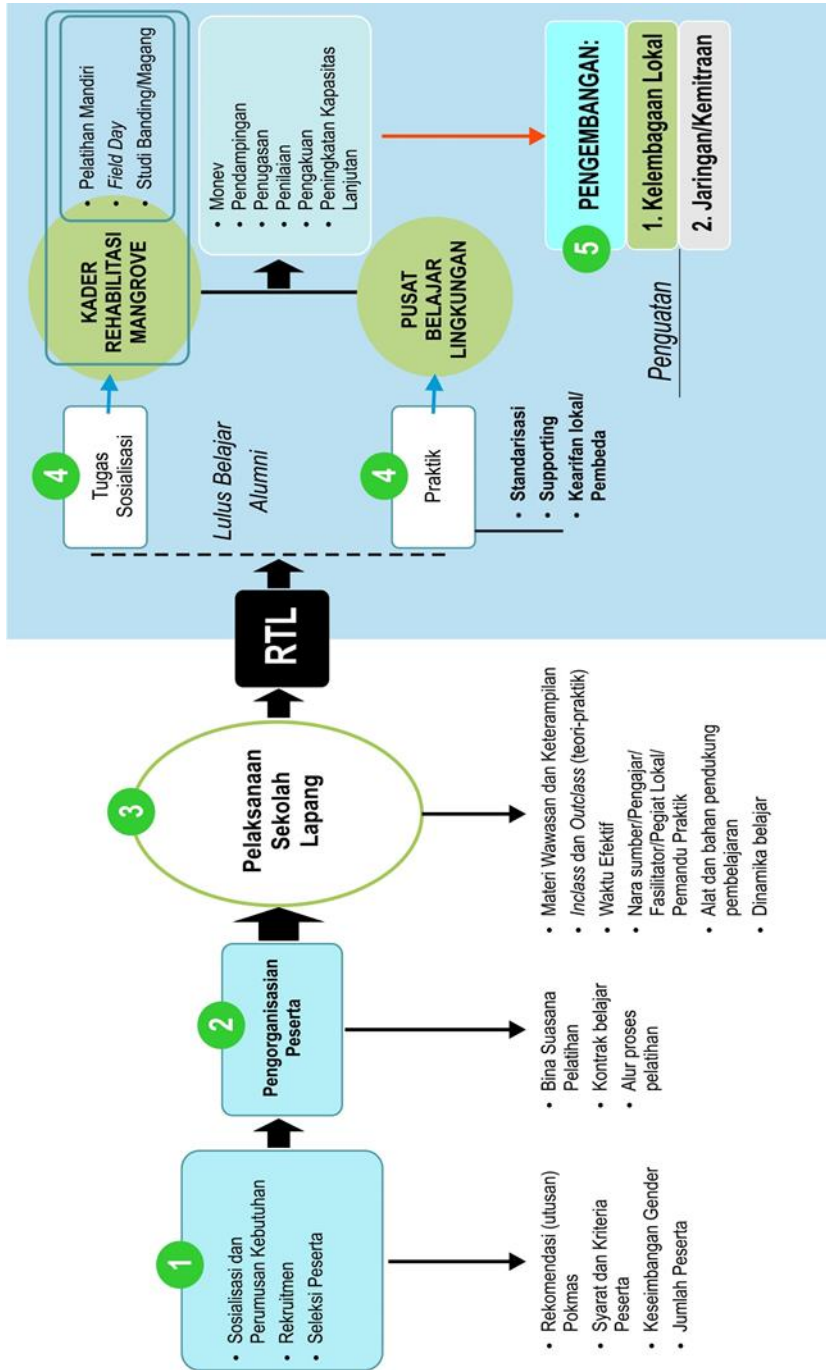 1
• Sosialisasi dan
Perumusan Kebutuhan
• Rekruitmen
• Seleksi Peserta
• Rekomendasi (utusan)
Pokmas
• Syarat dan Kriteria
Peserta
• Keseimbangan Gender
• Jumlah Peserta
2
Pengorganisasian
Peserta
• Bina Suasana
Pelatihan
• Kontrak belajar
• Alur proses
pelatihan
3
Pelaksanaan
Sekolah
Lapang
• Materi Wawasan dan Keterampilan
• Inclass dan Outclass (teori-praktik)
• Waktu Efektif
• Nara sumber/Pengajar/
Fasilitator/Pegiat Lokal/
Pemandu Praktik
• Alat dan bahan pendukung
pembelajaran
• Dinamika belajar
RTL
Lulus Belajar
Alumni
4
Tugas
Sosialisasi
KADER
REHABILITASI
MANGROVE
• Pelatihan Mandiri
• Field Day
• Studi Banding/Magang
4
Praktik
• Standarisasi
• Supporting
• Kearifan lokal/
Pembeda
PUSAT
BELAJAR
LINGKUNGAN
• Monev
• Pendampingan
• Penugasan
• Penilaian
• Pengakuan
• Peningkatan Kapasitas
Lanjutan
5
PENGEMBANGAN:
1. Kelembagaan Lokal
2. Jaringan/Kemitraan
Penguatan